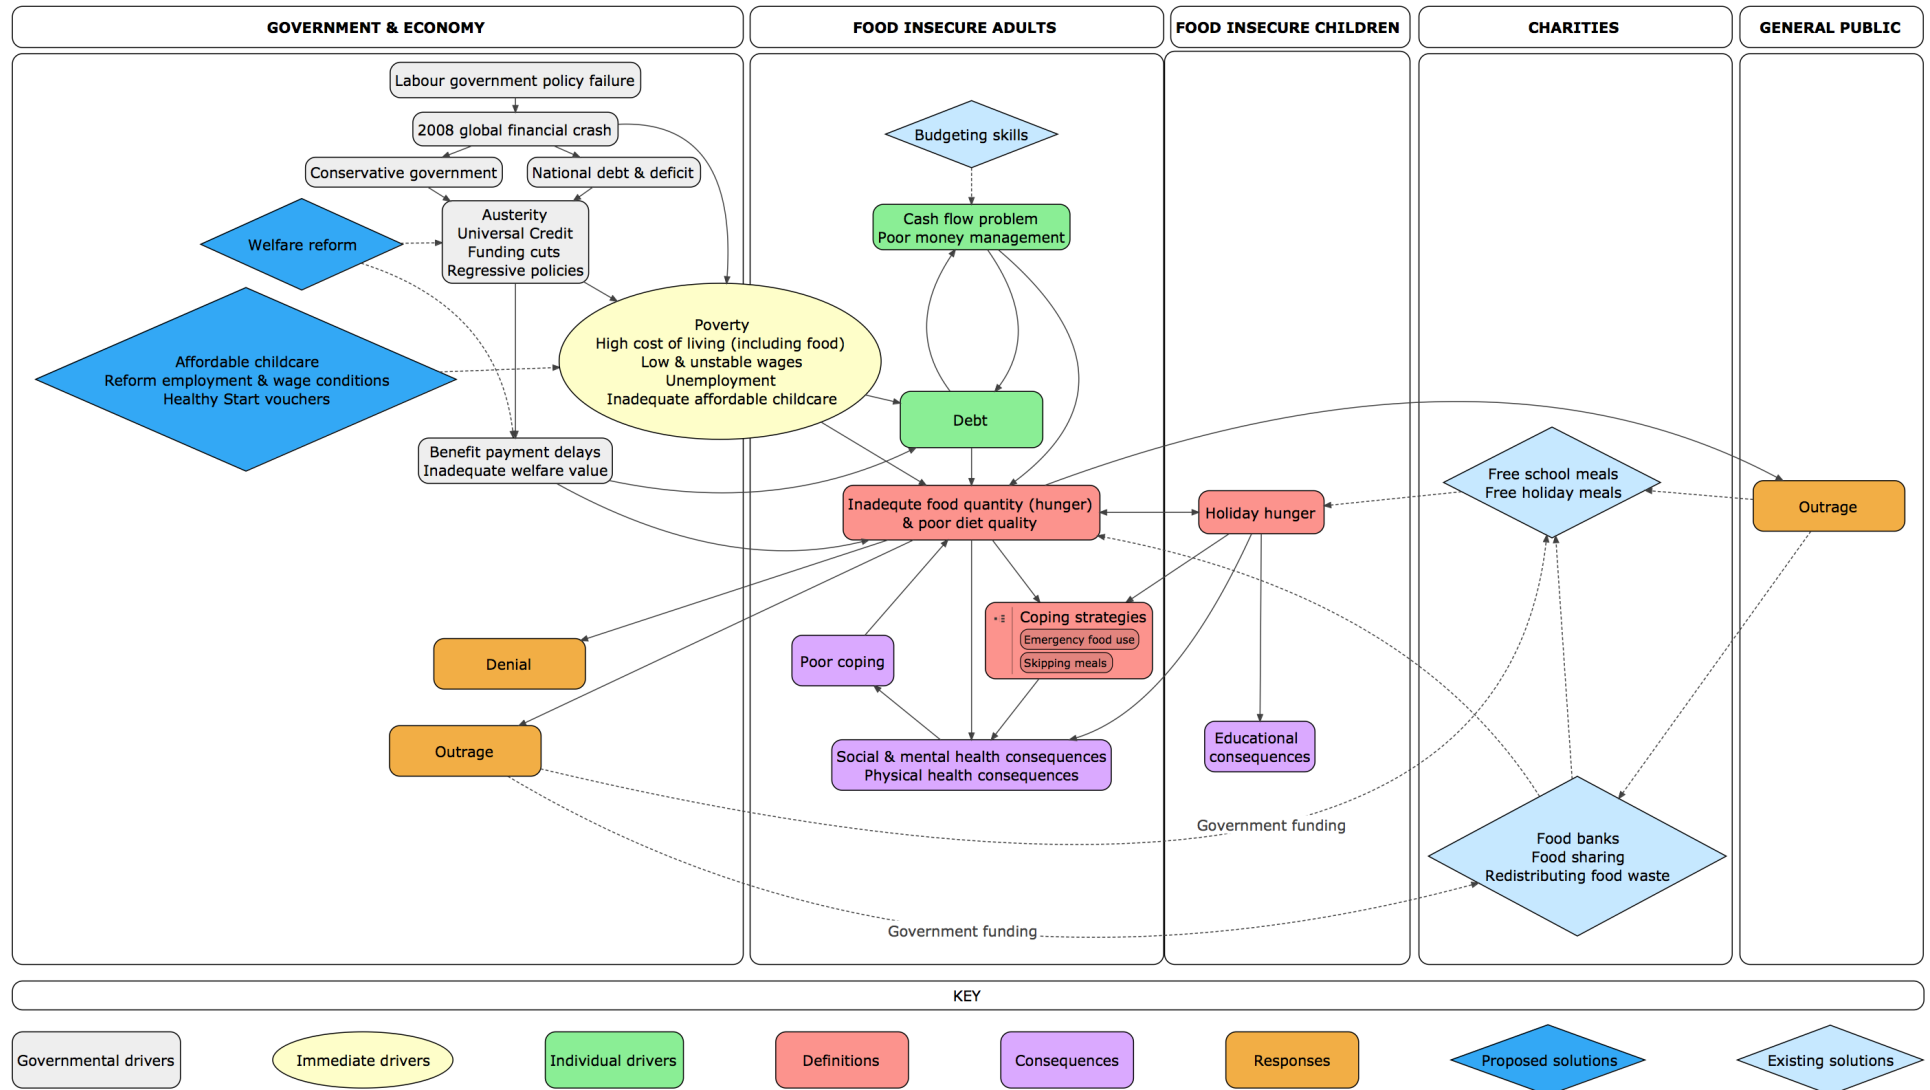 GOVERNMENT & ECONOMY
FOOD INSECURE ADULTS
FOOD INSECURE CHILDREN
CHARITIES
GENERAL PUBLIC
Labour government policy failure
2008 global financial crash
Conservative government
National debt & deficit
Austerity
Universal Credit
Funding cuts
Regressive policies
Welfare reform
Affordable childcare
Reform employment & wage conditions
Healthy Start vouchers
Poverty
High cost of living (including food)
Low & unstable wages
Unemployment
Inadequate affordable childcare
Benefit payment delays
Inadequate welfare value
Denial
Outrage
Budgeting skills
Cash flow problem
Poor money management
Debt
Inadequte food quantity (hunger)
& poor diet quality
Coping strategies
Emergency food use
Skipping meals
Poor coping
Social & mental health consequences
Physical health consequences
Holiday hunger
Educational
consequences
Free school meals
Free holiday meals
Outrage
Government funding
Food banks
Food sharing
Redistributing food waste
Government funding
KEY
Governmental drivers
Immediate drivers
Individual drivers
Definitions
Consequences
Responses
Proposed solutions
Existing solutions